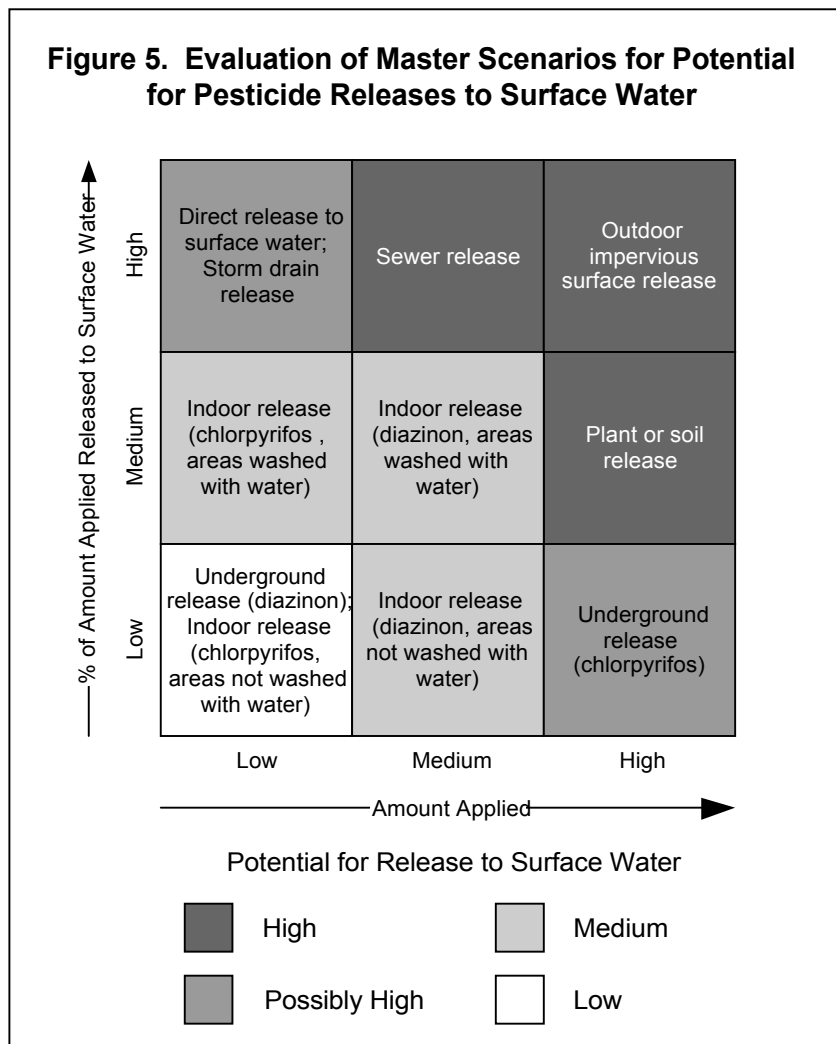 Figure 5.  Evaluation of Master Scenarios for Potential
for Pesticide Releases to Surface Water
% of Amount Applied Released to Surface Water
High
Direct release to
surface water;
Storm drain
release
Sewer release
Outdoor
impervious
surface release
Medium
Indoor release
(chlorpyrifos ,
areas washed
with water)
Indoor release
(diazinon, areas
washed with
water)
Plant or soil
release
Low
Underground
release (diazinon);
Indoor release
(chlorpyrifos,
areas not washed
with water)
Indoor release
(diazinon, areas
not washed with
water)
Underground
release
(chlorpyrifos)
Low Medium High
Amount Applied
Potential for Release to Surface Water
High Medium
Possibly High Low